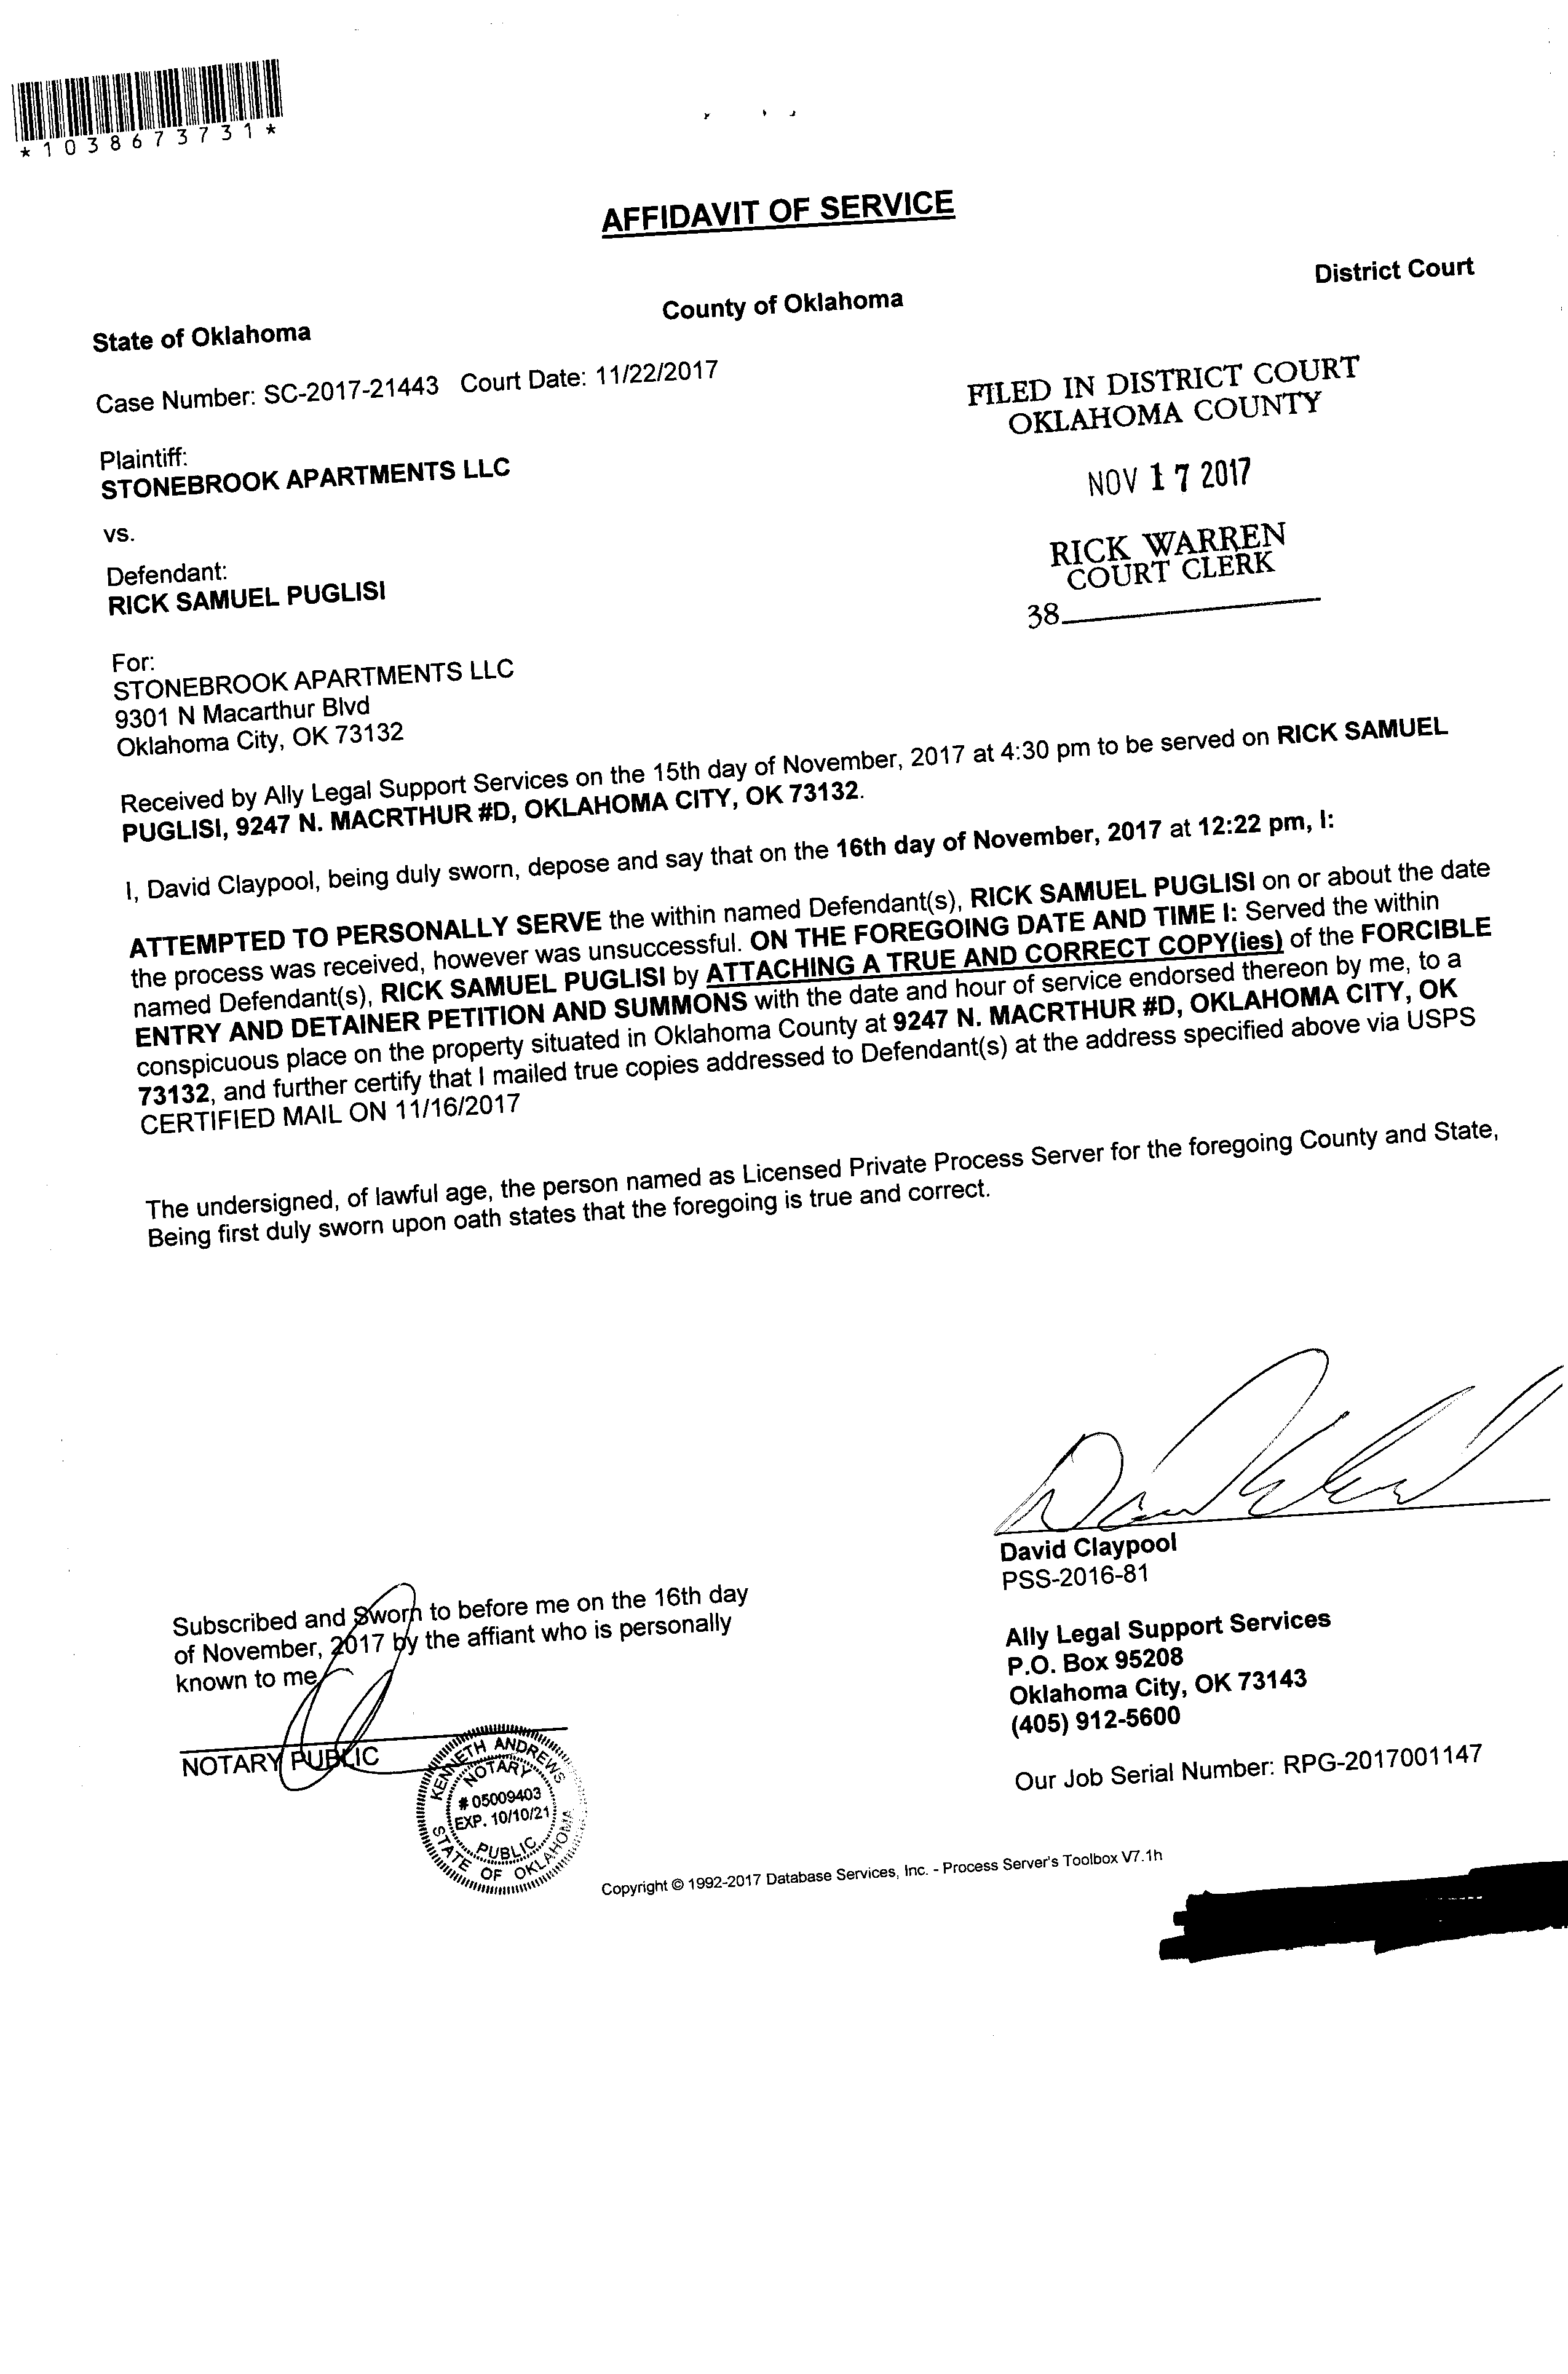 *1038673731*
AFFIDAVIT OF SERVICE
State of Oklahoma County of Oklahoma District Court
Case Number: SC-2017-21443 Court Date: 11/22/2017
FILED IN DISTRICT COURT
OKLAHOMA COUNTY
NOV 17 2017
RICK WARREN
COURT CLERK
38
Plaintiff:
STONEBROOK APARTMENTS LLC
vs.
Defendant:
RICK SAMUEL PUGLISI
For:
STONEBROOK APARTMENTS LLC
9301 N Macarthur Blvd
Oklahoma City, OK 73132
Received by Ally Legal Support Services on the 15th day of November, 2017 at 4:30 pm to be served on RICK SAMUEL
PUGLISI, 9247 N. MACRTHUR #D, OKLAHOMA CITY, OK 73132.
I, David Claypool, being duly sworn, depose and say that on the 16th day of November, 2017 at 12:22 pm, I:
ATTEMPTED TO PERSONALLY SERVE the within named Defendant(s), RICK SAMUEL PUGLISI on or about the date
the process was received, however was unsuccessful. ON THE FOREGOING DATE AND TIME I: Served the within
named Defendant(s), RICK SAMUEL PUGLISI by ATTACHING A TRUE AND CORRECT COPY(ies) of the FORCIBLE
ENTRY AND DETAINER PETITION AND SUMMONS with the date and hour of service endorsed thereon by me, to a
conspicuous place on the property situated in Oklahoma County at 9247 N. MACRTHUR #D, OKLAHOMA CITY, OK
73132, and further certify that I mailed true copies addressed to Defendant(s) at the address specified above via USPS
CERTIFIED MAIL ON 11/16/2017
The undersigned, of lawful age, the person named as Licensed Private Process Server for the foregoing County and State,
Being first duly sworn upon oath states that the foregoing is true and correct.
David Claypool
PSS-2016-81
Subscribed and Sworn to before me on the 16th day
of November, 2017 by the affiant who is personally
known to me
NOTARY PUBLIC
KENNETH ANDREWS
NOTARY
# 05009403
EXP. 10/10/21
PUBLIC
STATE OF OKLAHOMA
Ally Legal Support Services
P.O. Box 95208
Oklahoma City, OK 73143
(405) 912-5600
Our Job Serial Number: RPG-2017001147
Copyright © 1992-2017 Database Services, Inc. - Process Server's Toolbox V7.1h